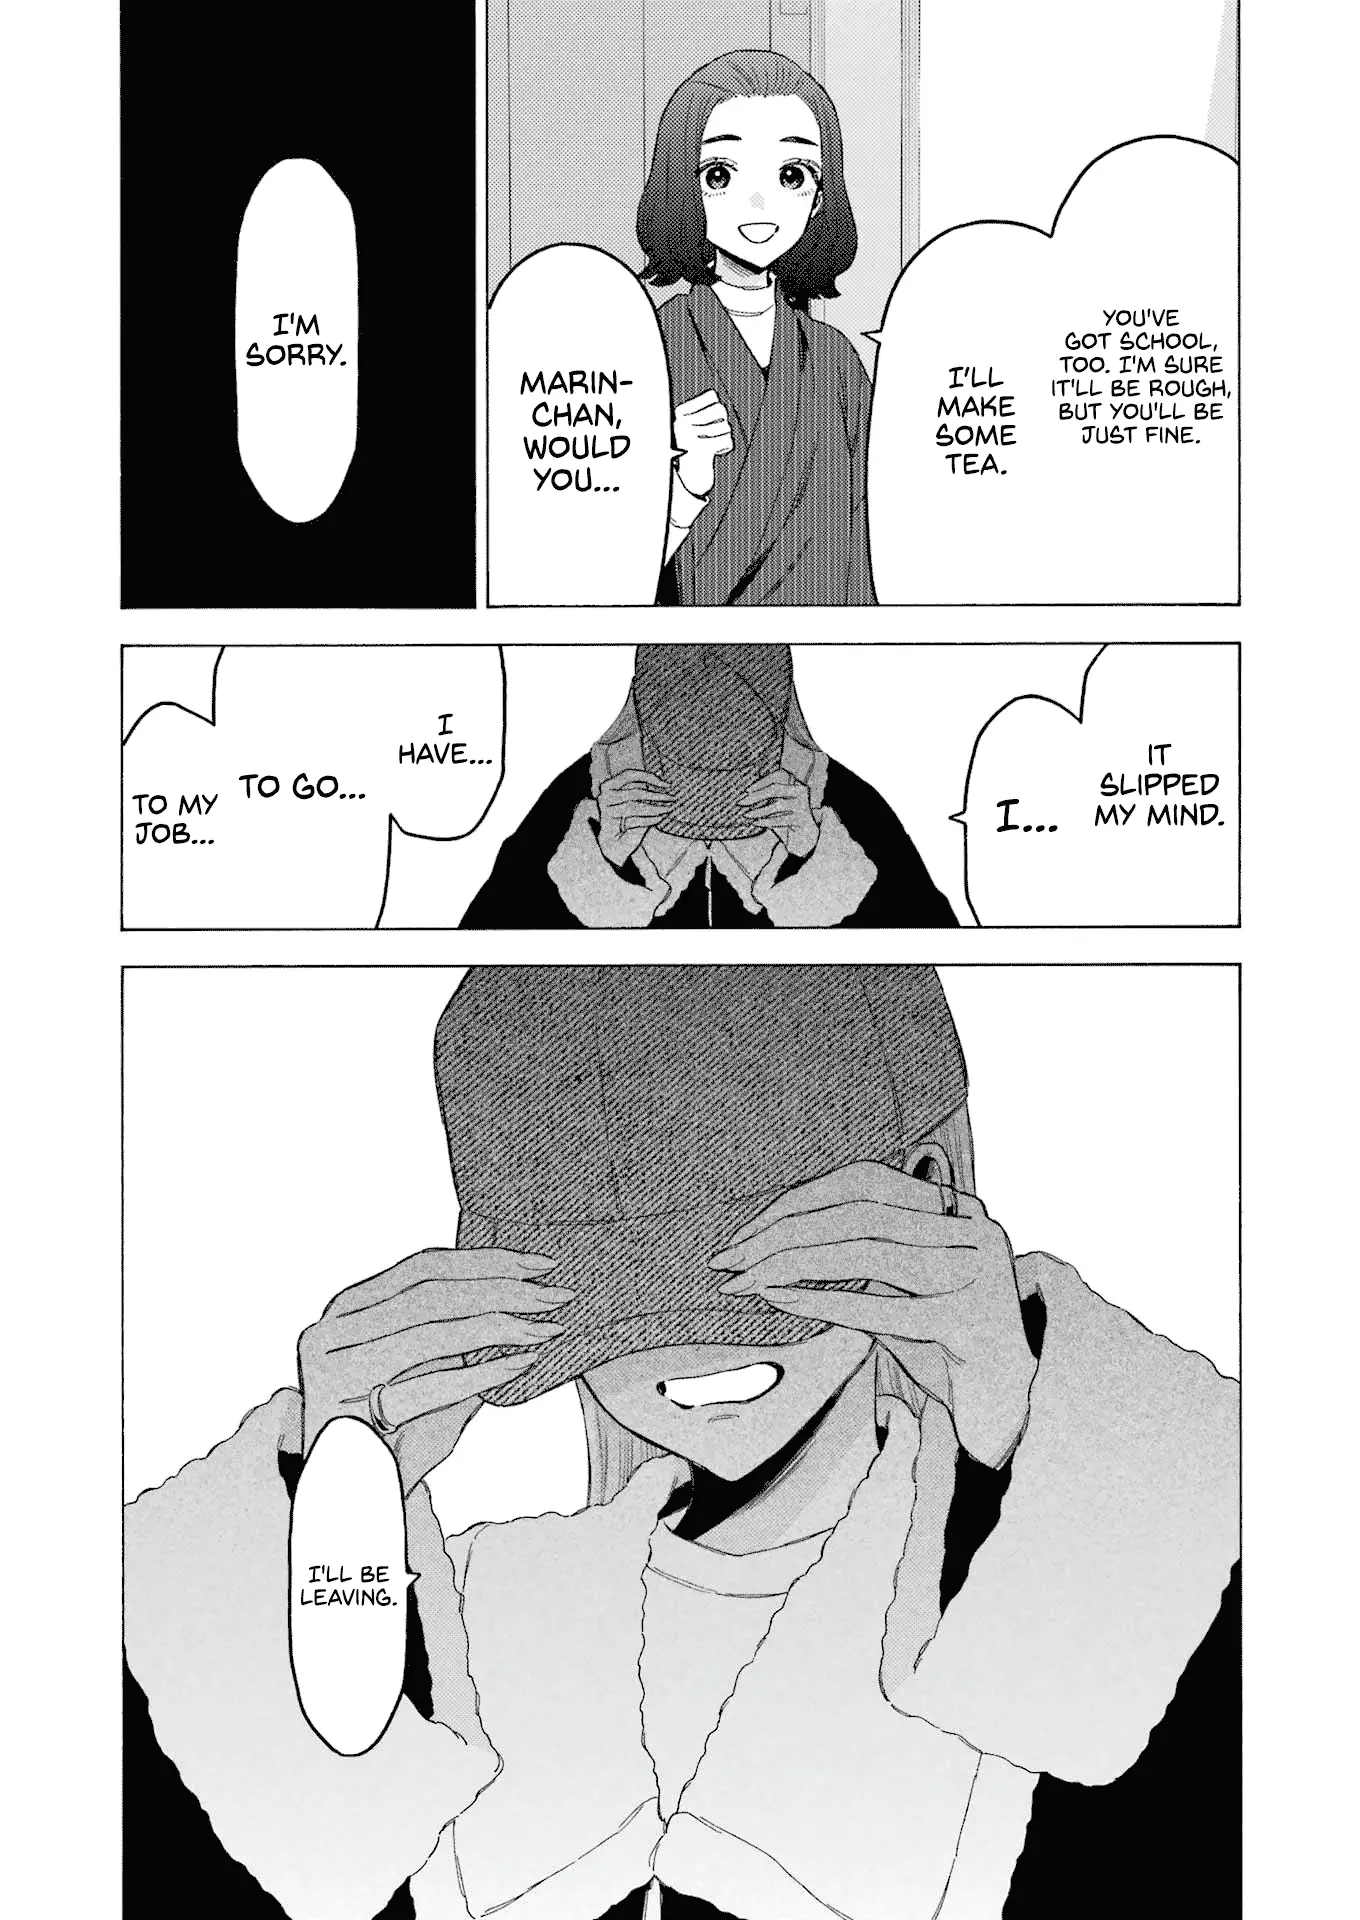 YOU'VE
GOT SCHOOL,
TOO. I'M SURE
IT'LL BE ROUGH,
BUT YOU'LL BE
JUST FINE.
I'LL
MAKE
SOME
TEA.
MARIN-
CHAN,
WOULD
YOU...
I'M
SORRY.
IT
SLIPPED
MY MIND.
I...
I
HAVE...
TO GO...
TO MY
JOB...
I'LL BE
LEAVING.